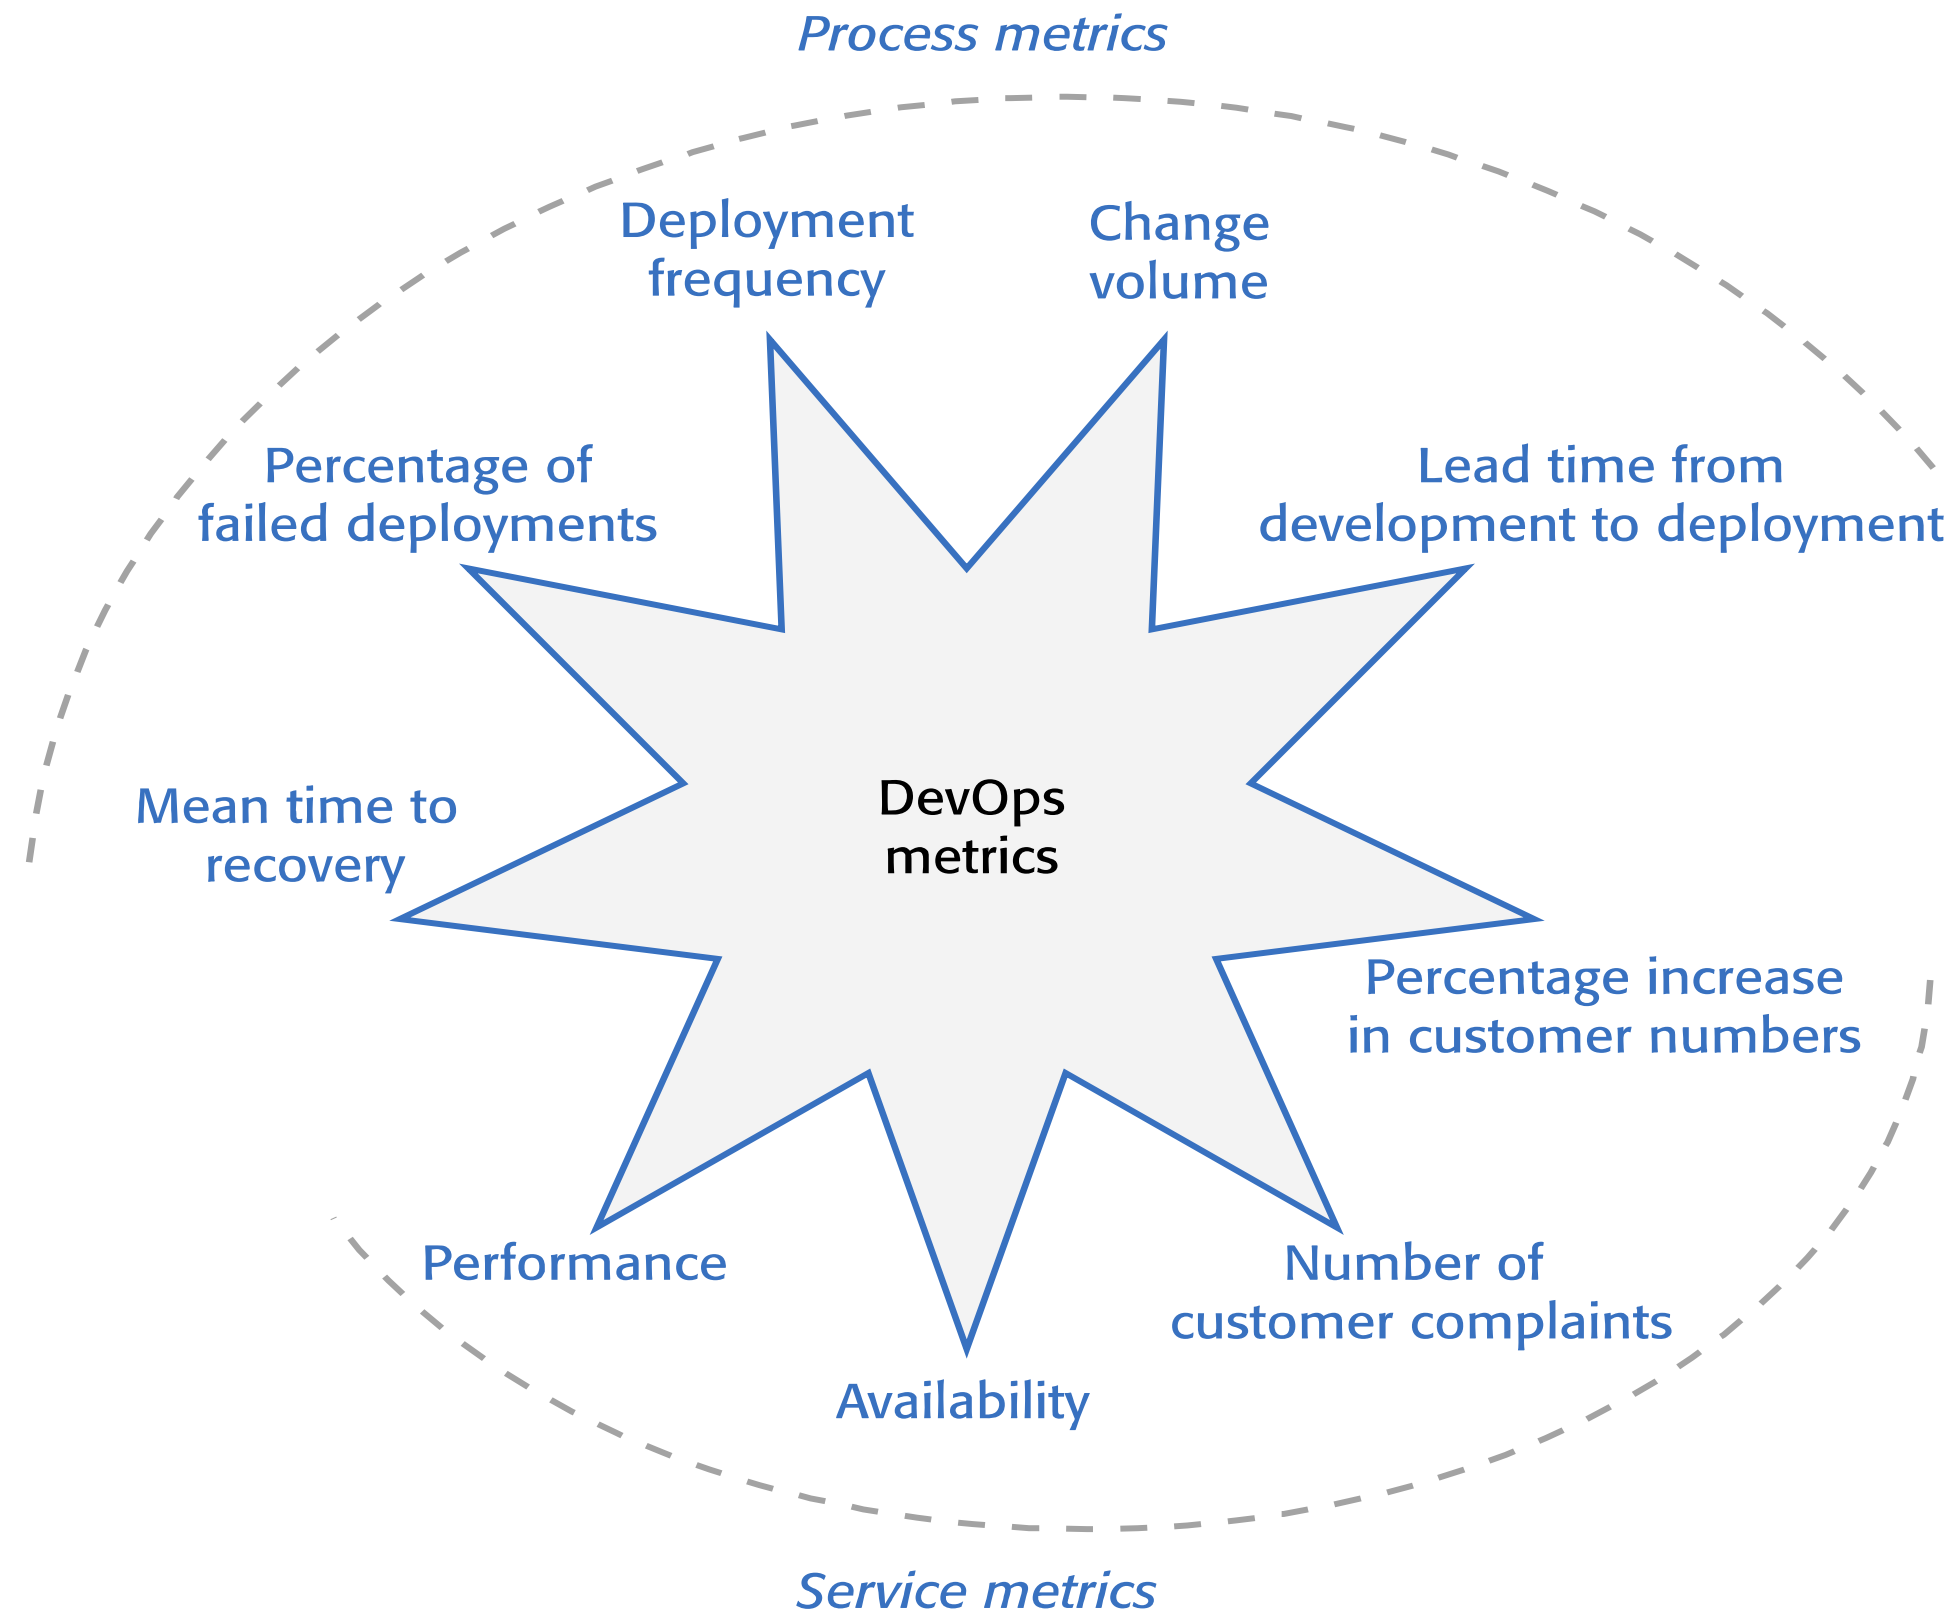 Process metrics
Deployment
frequency
Change
volume
Percentage of
failed deployments
Lead time from
development to deployment
Mean time to
recovery
DevOps
metrics
Percentage increase
in customer numbers
Performance
Number of
customer complaints
Availability
Service metrics